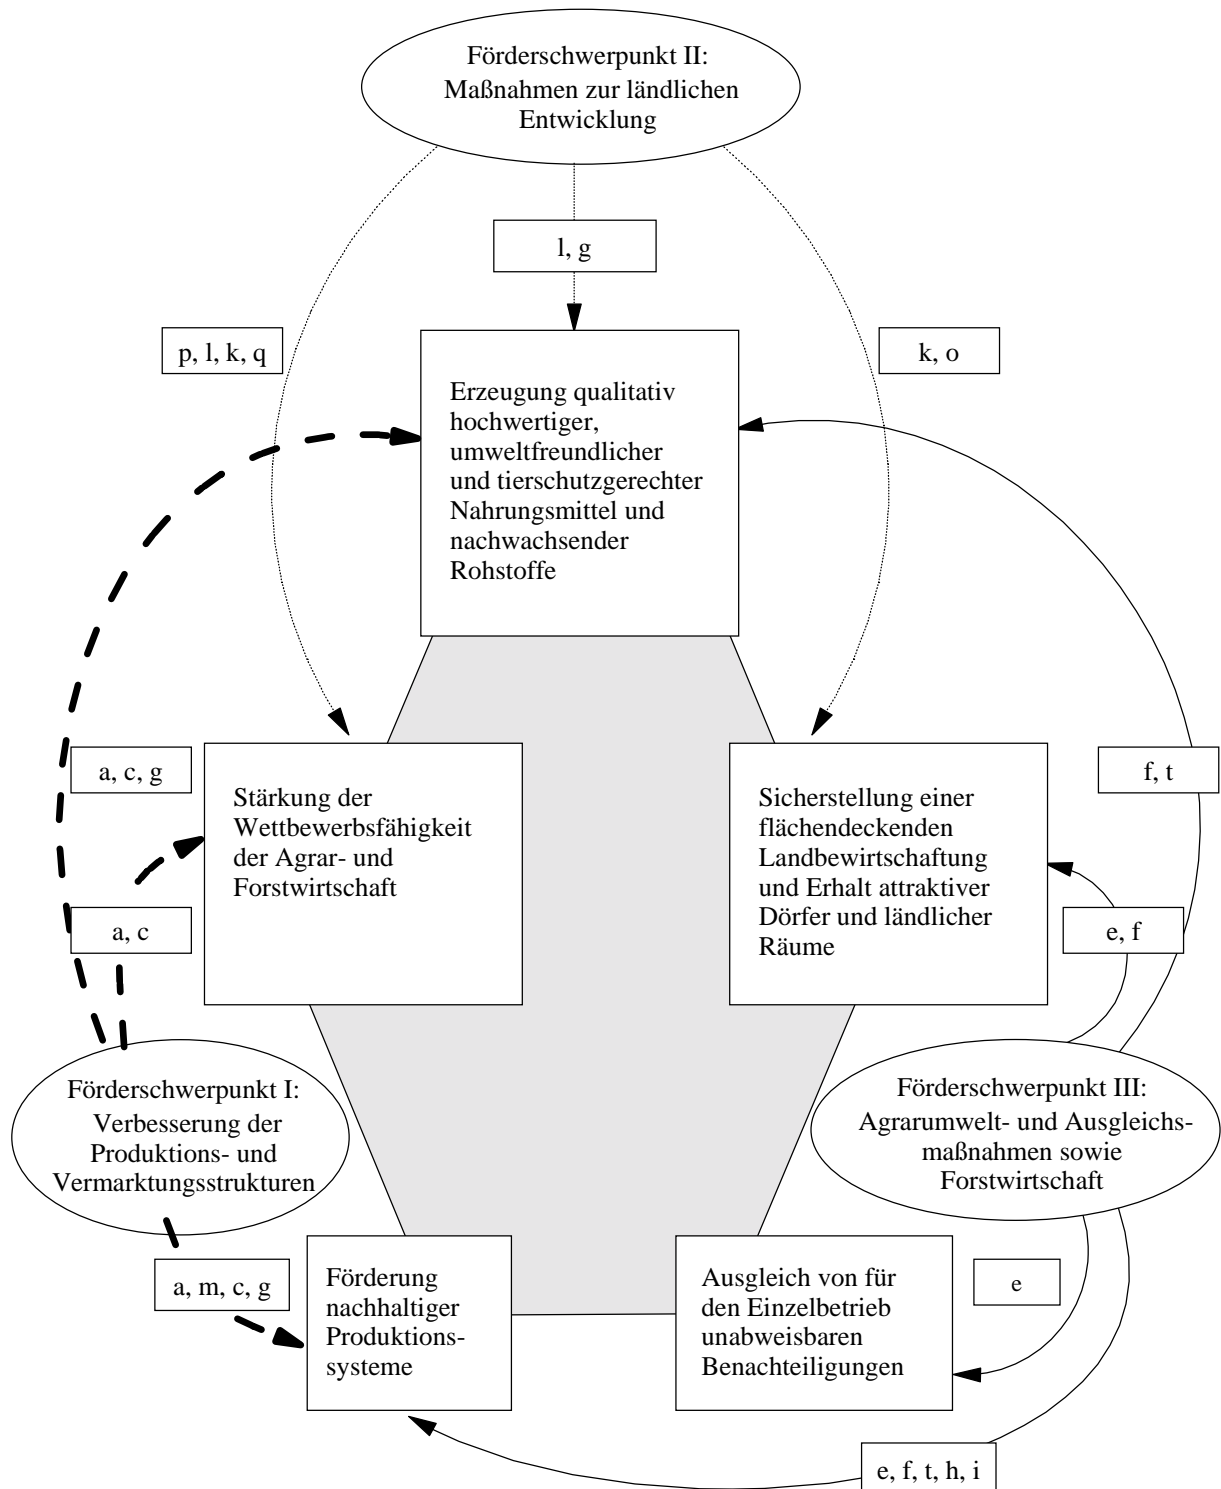 Förderschwerpunkt II:
Maßnahmen zur ländlichen
Entwicklung
l, g
p, l, k, q
k, o
Erzeugung qualitativ
hochwertiger,
umweltfreundlicher
und tierschutzgerechter
Nahrungsmittel und
nachwachsender
Rohstoffe
a, c, g
f, t
Stärkung der
Wettbewerbsfähigkeit
der Agrar- und
Forstwirtschaft
Sicherstellung einer
flächendeckenden
Landbewirtschaftung
und Erhalt attraktiver
Dörfer und ländlicher
Räume
a, c
e, f
Förderschwerpunkt I:
Verbesserung der
Produktions- und
Vermarktungsstrukturen
Förderschwerpunkt III:
Agrarumwelt- und Ausgleichs-
maßnahmen sowie
Forstwirtschaft
a, m, c, g
Förderung
nachhaltiger
Produktions-
systeme
Ausgleich von für
den Einzelbetrieb
unabweisbaren
Benachteiligungen
e
e, f, t, h, i